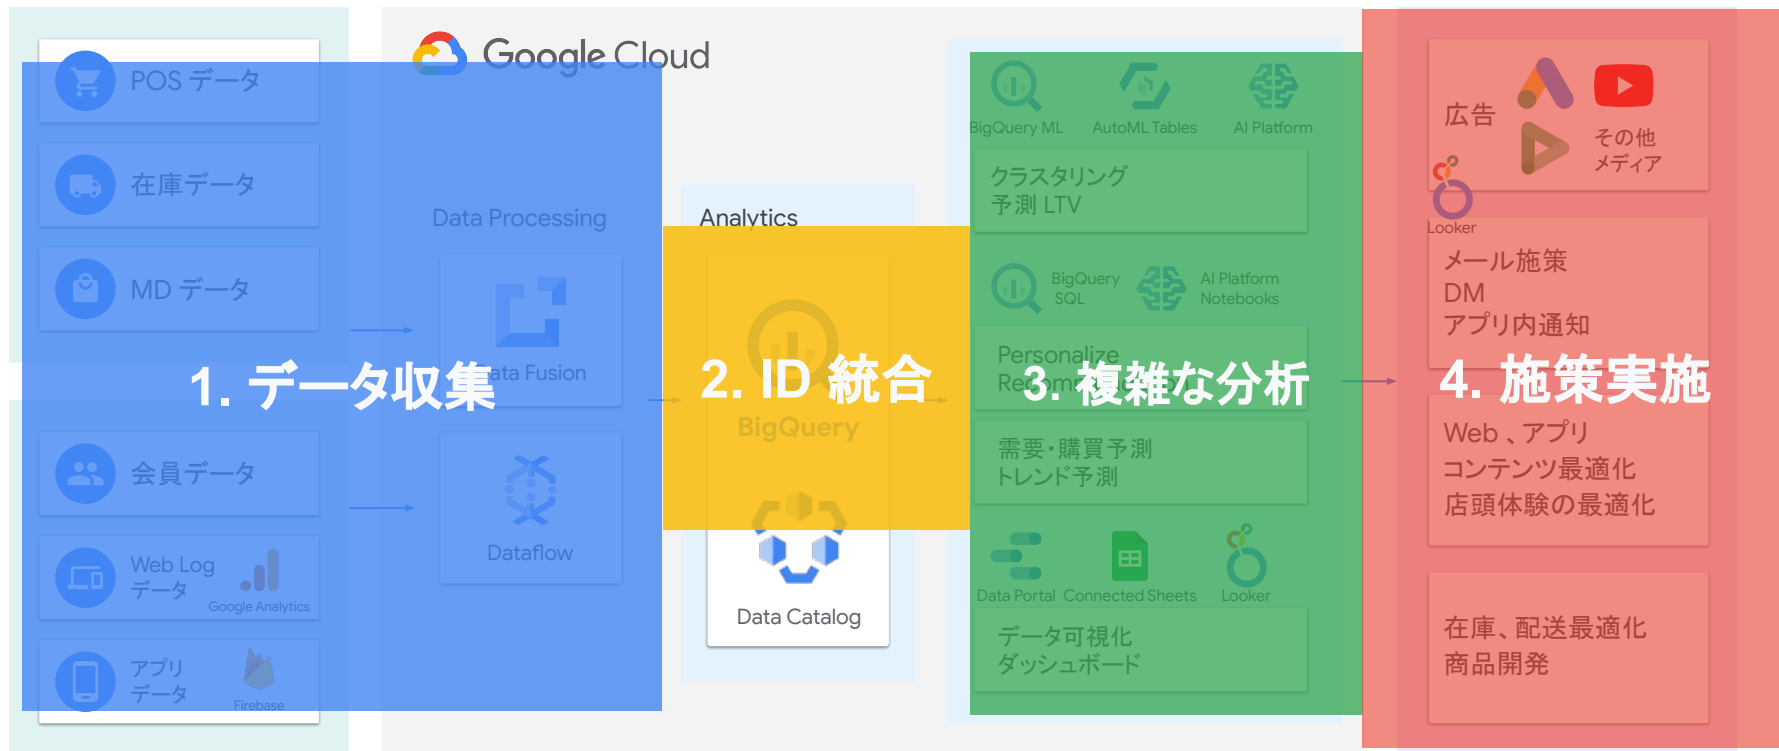 Google Cloud
POS データ
在庫データ
MD データ
会員データ
Web Log
データ
Google Analytics
アプリ
データ
Firebase
1. データ収集
Data Processing
Data Fusion
Dataflow
Analytics
2. ID 統合
BigQuery
Data Catalog
BigQuery ML
AutoML Tables
AI Platform
クラスタリング
予測 LTV
BigQuery
SQL
AI Platform
Notebooks
Personalize
3. 複雑な分析
需要・購買予測
トレンド予測
Data Portal
Connected Sheets
Looker
データ可視化
ダッシュボード
広告
その他
メディア
Looker
メール施策
DM
アプリ内通知
4. 施策実施
Web 、アプリ
コンテンツ最適化
店頭体験の最適化
在庫、配送最適化
商品開発